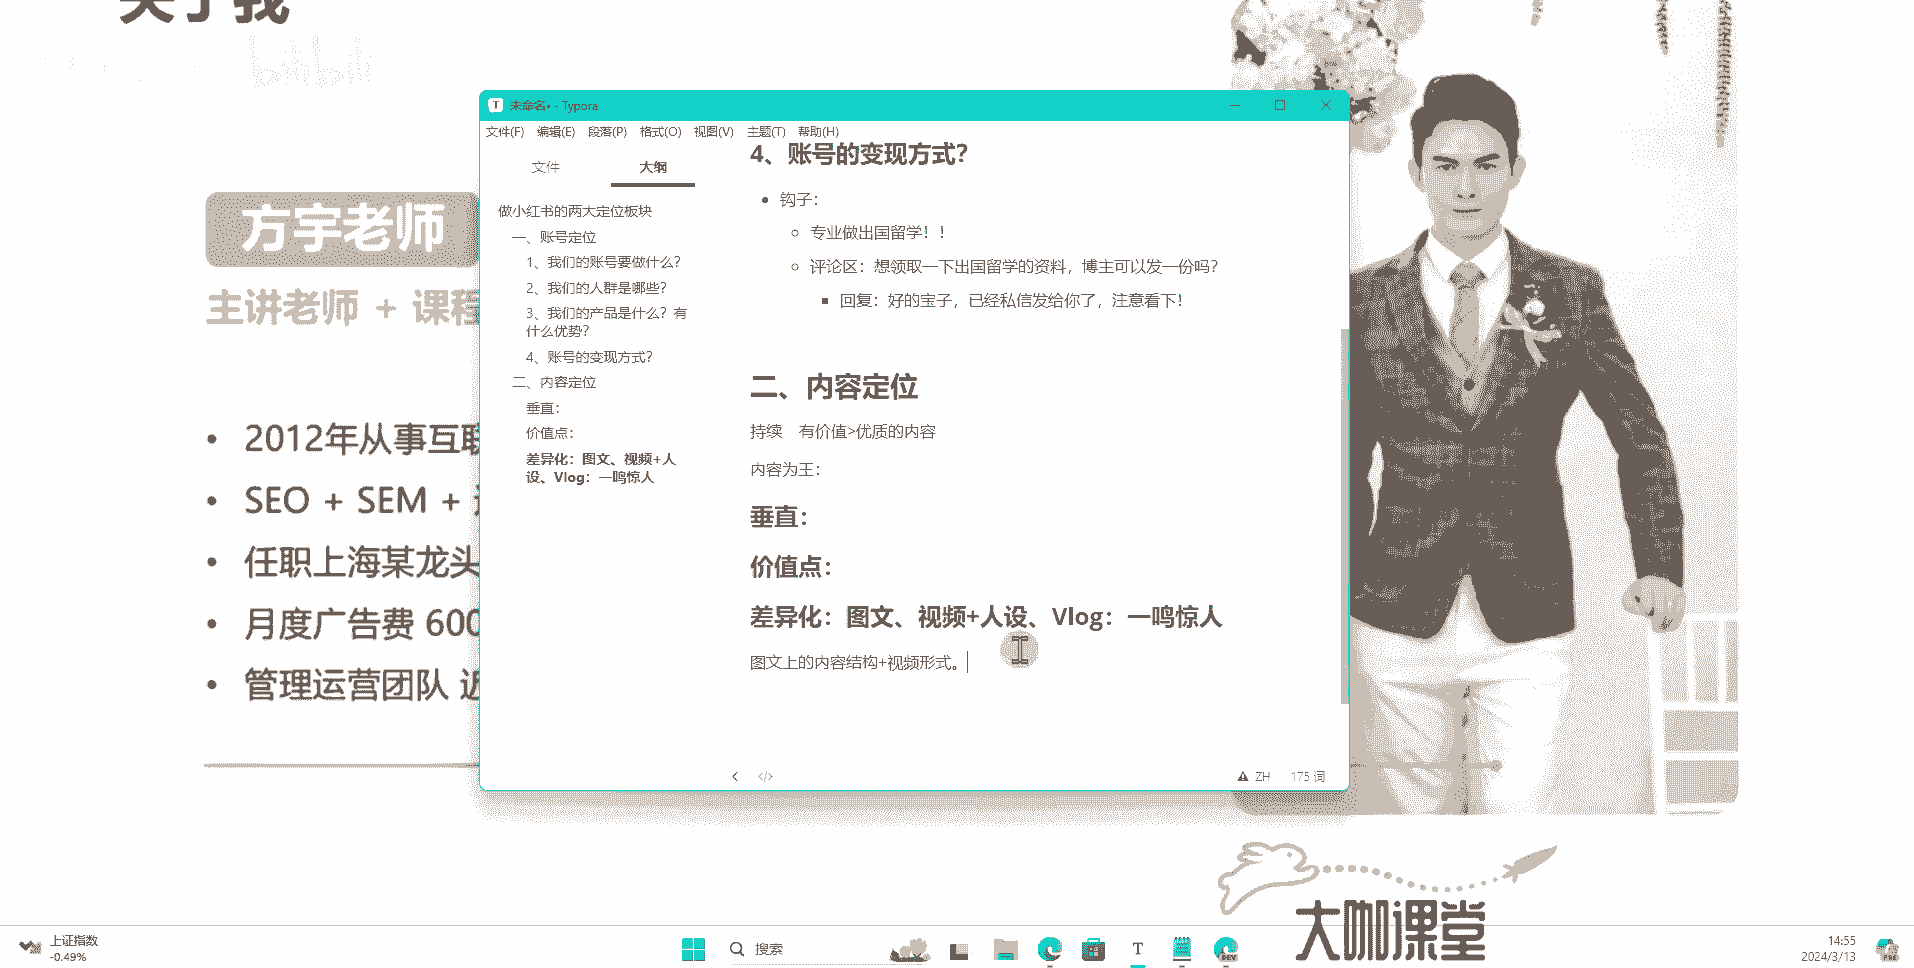 关于我
bilibili
方宇老师
主讲老师 + 课程
• 2012年从事互联
• SEO + SEM +
• 任职上海某龙头
• 月度广告费 600
• 管理运营团队 近
未命名• - Typora
文件(F) 编辑(E) 段落(P) 格式(O) 视图(V) 主题(T) 帮助(H)
文件 大纲
做小红书的两大定位板块
一、账号定位
1、我们的账号要做什么？
2、我们的人群是哪些？
3、我们的产品是什么？有
什么优势？
4、账号的变现方式？
二、内容定位
垂直：
价值点：
差异化：图文、视频+人
设、Vlog：一鸣惊人
4、账号的变现方式？
• 钩子：
○ 专业做出国留学！！
○ 评论区：想领取一下出国留学的资料，博主可以发一份吗？
▪ 回复：好的宝子，已经私信发给你了，注意看下！
二、内容定位
持续 有价值>优质的内容
内容为王：
垂直：
价值点：
差异化：图文、视频+人设、Vlog：一鸣惊人
图文上的内容结构+视频形式。
ZH 175 词
大咖课堂
上证指数
-0.49%
搜索
T
DEV
14:55
2024/3/13
PRE